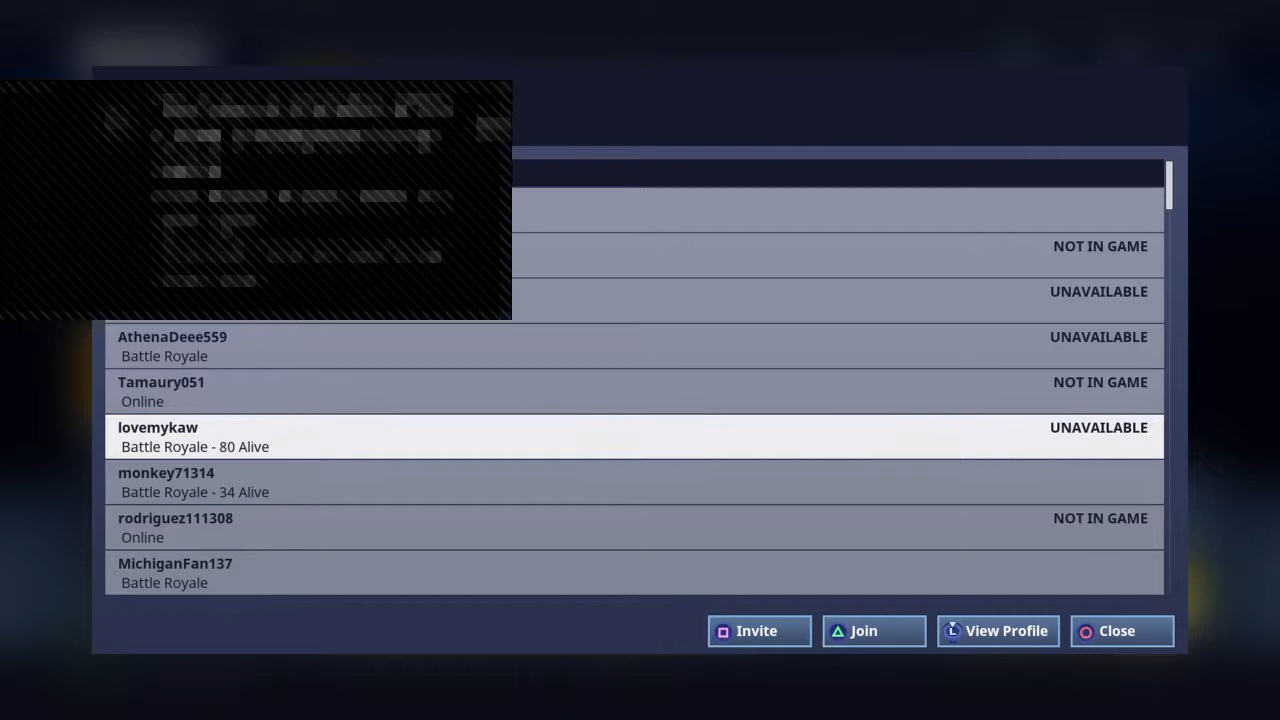 NOT IN GAME
UNAVAILABLE
AthenaDeee559 UNAVAILABLE
Battle Royale
Tamaury051 NOT IN GAME
Online
lovemykaw UNAVAILABLE
Battle Royale - 80 Alive
monkey71314
Battle Royale - 34 Alive
rodriguez111308 NOT IN GAME
Online
MichiganFan137
Battle Royale
Invite Join L View Profile Close